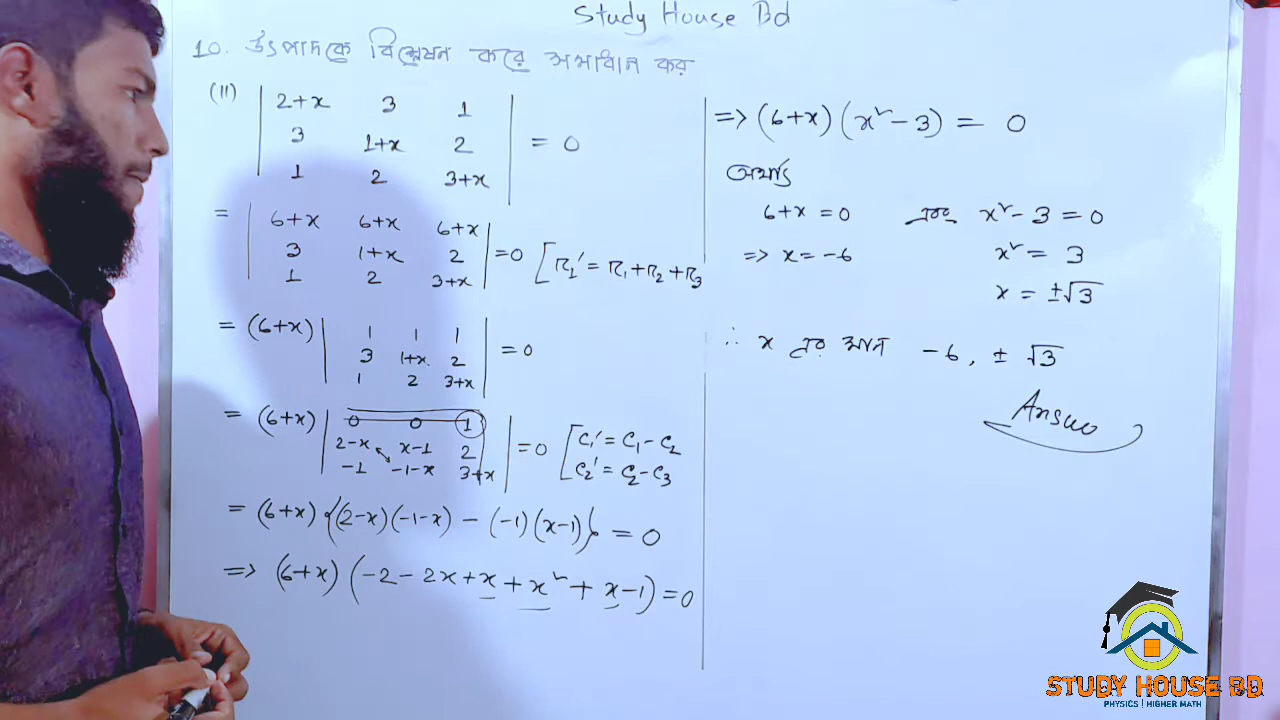 Study House Bd
10. উৎপাদকে বিশ্লেষন করে সমাধান কর
(II) | 2+x 3 1 |
| 3 1+x 2 | = 0
| 1 2 3+x |
= | 6+x 6+x 6+x |
| 3 1+x 2 | =0 [R₁' = R₁+R₂+R₃
| 1 2 3+x |
= (6+x) | 1 1 1 |
| 3 1+x 2 | =0
| 1 2 3+x |
= (6+x) | 0 0 1 |
| 2-x x-1 2 | =0 [C₁' = C₁-C₂
| -1 -1-x 3+x | C₂' = C₂-C₃
= (6+x) {(2-x)(-1-x) - (-1)(x-1)} = 0
=> (6+x) (-2-2x+x+x²+x-1)=0
=> (6+x) (x²-3) = 0
অথবা
6+x =0 এবং x²-3 =0
=> x=-6 x² = 3
x = ±√3
∴ x এর মান -6, ± √3
Answer
STUDY HOUSE BD
PHYSICS | HIGHER MATH